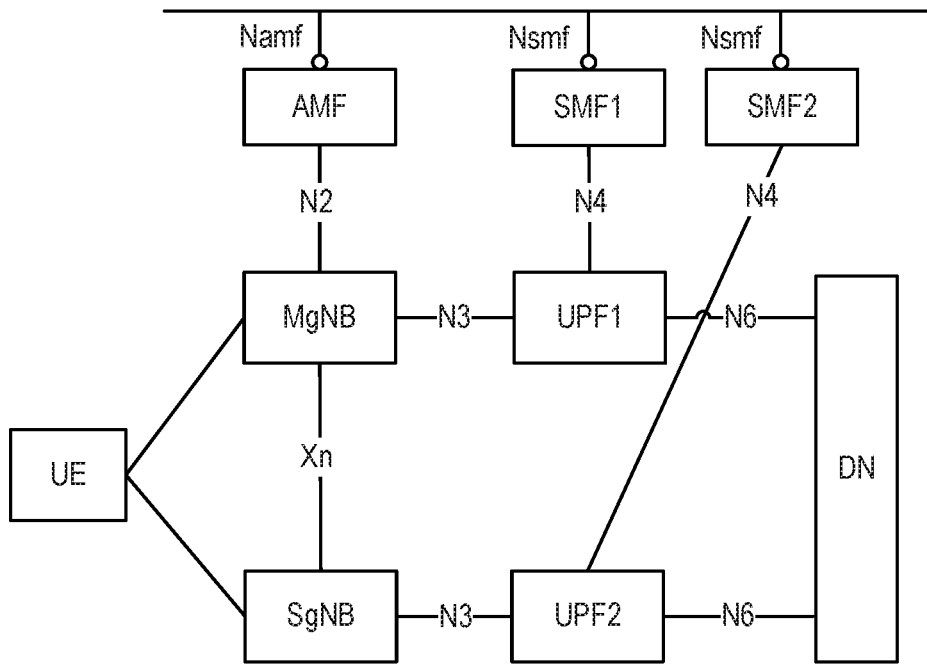 Namf Nsmf Nsmf
AMF SMF1 SMF2
N2 N4 N4
MgNB N3 UPF1 N6
UE Xn DN
SgNB N3 UPF2 N6